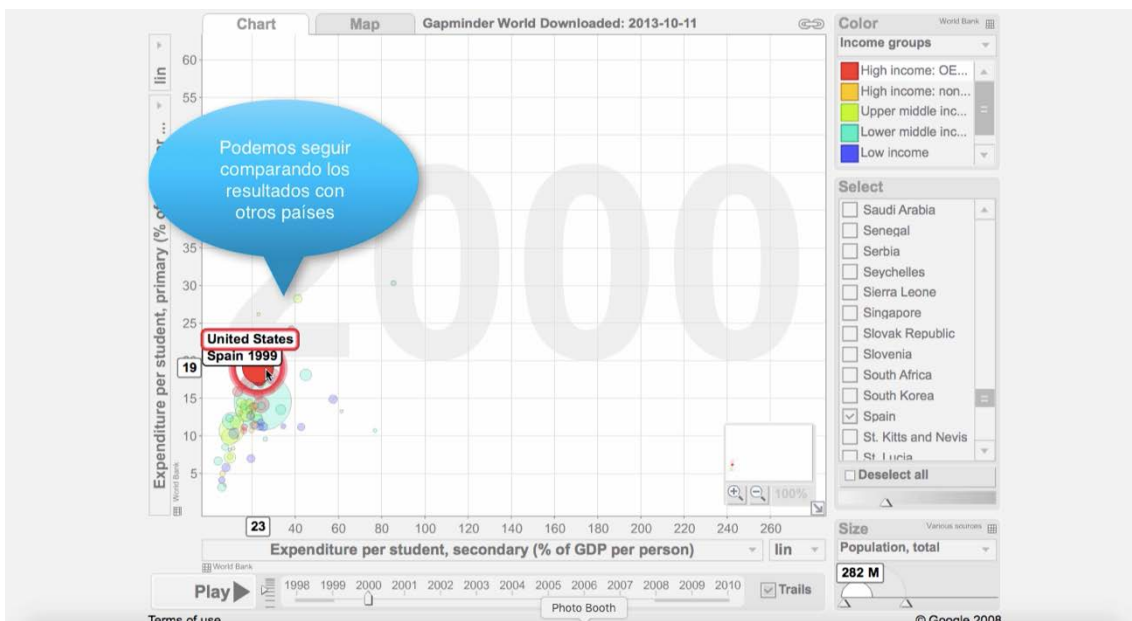 Chart
Map
Gapminder World Downloaded: 2013-10-11
lin
Expenditure per student, primary (% of
World Bank
60
55
35
30
25
15
10
5
2000
Podemos seguir
comparando los
resultados con
otros países
United States
Spain 1999
19
23
40 60 80 100 120 140 160 180 200 220 240 260
100%
Expenditure per student, secondary (% of GDP per person)
lin
World Bank
Play
1998 1999 2000 2001 2002 2003 2004 2005 2006 2007 2008 2009 2010
Trails
Photo Booth
Terms of use
Color
World Bank
Income groups
High income: OE...
High income: non...
Upper middle inc...
Lower middle inc...
Low income
Select
Saudi Arabia
Senegal
Serbia
Seychelles
Sierra Leone
Singapore
Slovak Republic
Slovenia
South Africa
South Korea
Spain
St. Kitts and Nevis
St. Lucia
Deselect all
Size
Various sources
Population, total
282 M
© Google 2008